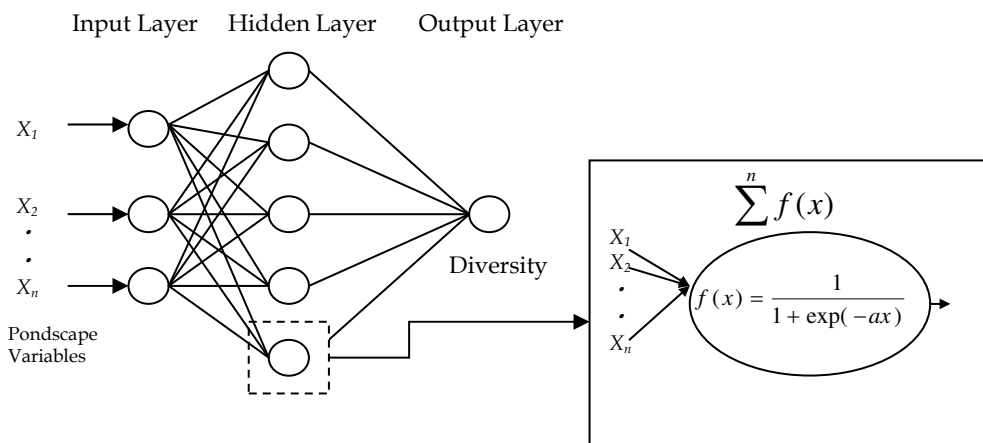 Input Layer Hidden Layer Output Layer
X1
X2
.
.
Xn
Pondscape
Variables
Diversity
∑^n f(x)
X1
X2
.
.
Xn
f(x) = 1 / (1 + exp(−ax))